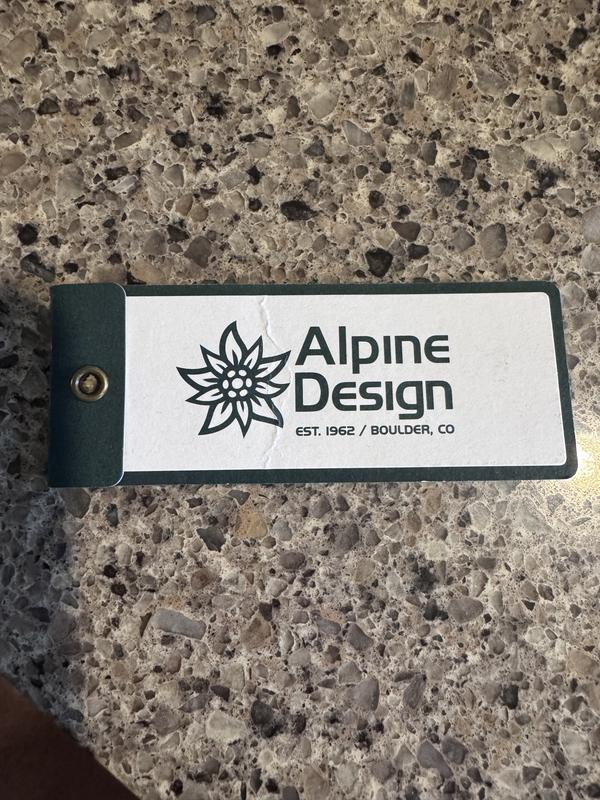 Alpine
Design
EST. 1962 / BOULDER, CO